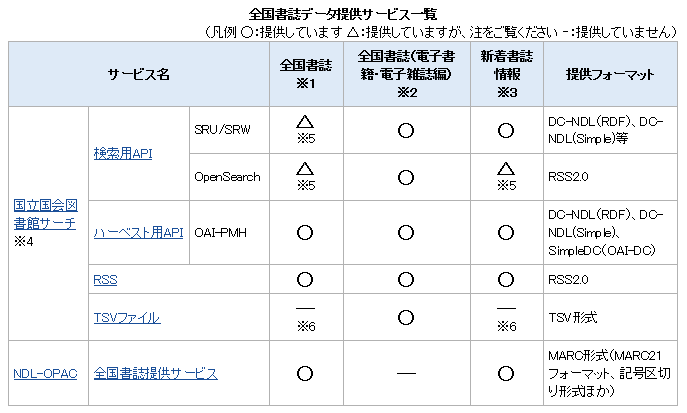 全国書誌データ提供サービス一覧
(凡例 ○：提供しています △：提供していますが、注をご覧ください －：提供していません)
サービス名
全国書誌
※1
全国書誌(電子書
籍・電子雑誌編)
※2
新着書誌
情報
※3
提供フォーマット
国立国会図
書館サーチ
※4
検索用API
SRU/SRW
△
※5
○
○
DC-NDL(RDF)、DC-
NDL(Simple)等
OpenSearch
△
※5
○
△
※5
RSS2.0
ハーベスト用API
OAI-PMH
○
○
○
DC-NDL(RDF)、DC-
NDL(Simple)、
SimpleDC(OAI-DC)
RSS
○
○
○
RSS2.0
TSVファイル
―
※6
○
―
※6
TSV形式
NDL-OPAC
全国書誌提供サービス
○
―
○
MARC形式(MARC21
フォーマット、記号区切
り形式ほか)